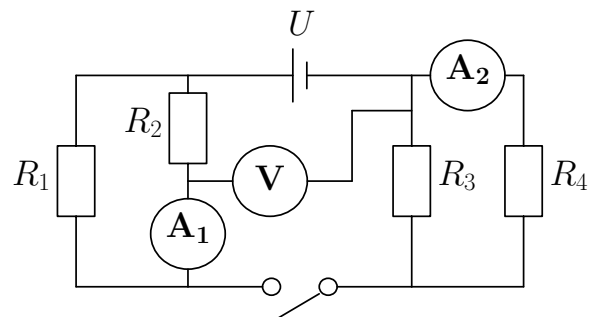 U
A₂
R₂
R₁
V
R₃
R₄
A₁